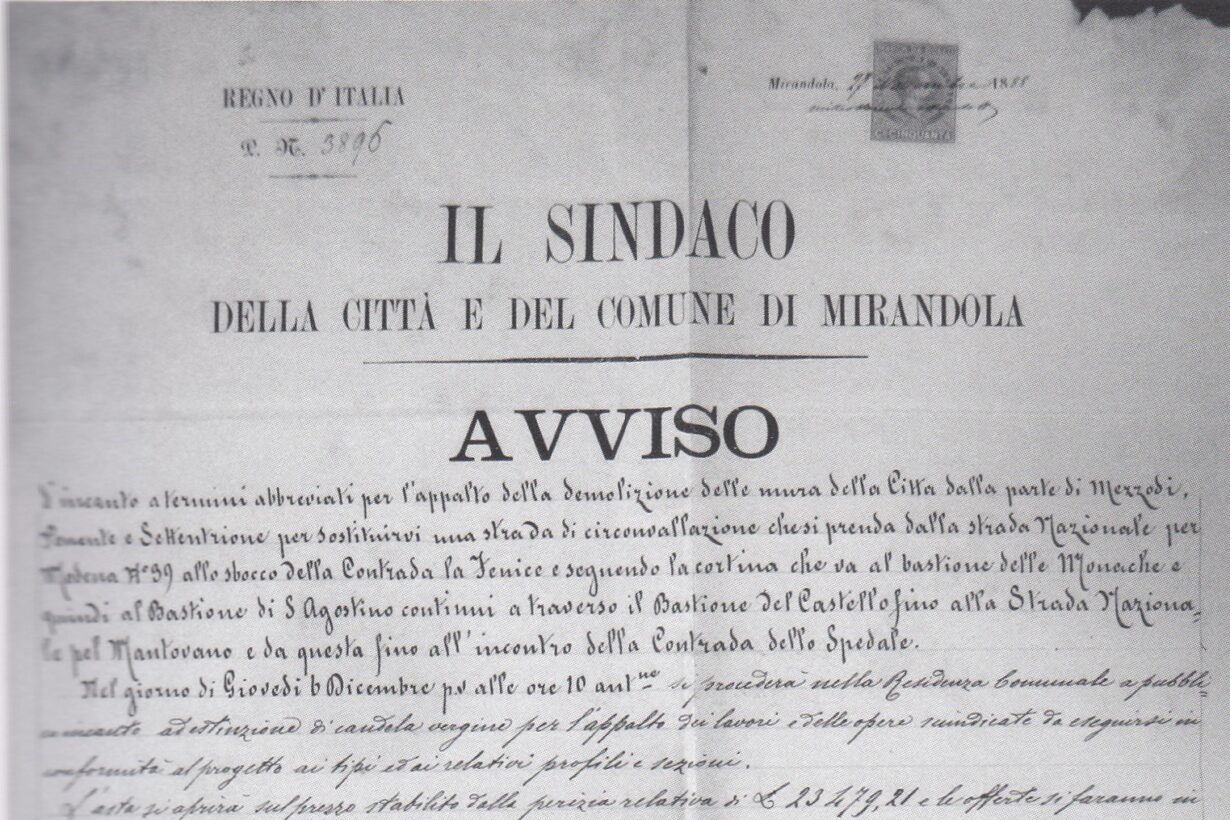 REGNO D'ITALIA
Mirandola, 27 Novembre 1888
P. N. 3896
CINQUANTA
IL SINDACO
DELLA CITTÀ E DEL COMUNE DI MIRANDOLA
AVVISO
d'incanto a termini abbreviati per l'appalto della demolizione delle mura della Città dalla parte di Mezzodì,
Ponente e Settentrione per sostituirvi una strada di circonvallazione che si prenda dalla strada Nazionale per
Modena N° 39 allo sbocco della Contrada la Fenice e seguendo la cortina che va al bastione delle Monache e
quindi al Bastione di S Agostino continui a traverso il Bastione del Castello fino alla Strada Naziona=
le pel Mantovano e da questa fino all'incontro della Contrada dello Spedale.
Nel giorno di Giovedì 6 Dicembre p.v alle ore 10 ant.ne si procederà nella Residenza Comunale a pubbli=
co incanto ad estinzione di candela vergine per l'appalto dei lavori e delle opere suindicate da eseguirsi in
conformità al progetto ai tipi ed ai relativi profili e sezioni.
L'asta si aprirà sul prezzo stabilito dalla perizia relativa di £ 23479,21 e le offerte si faranno in